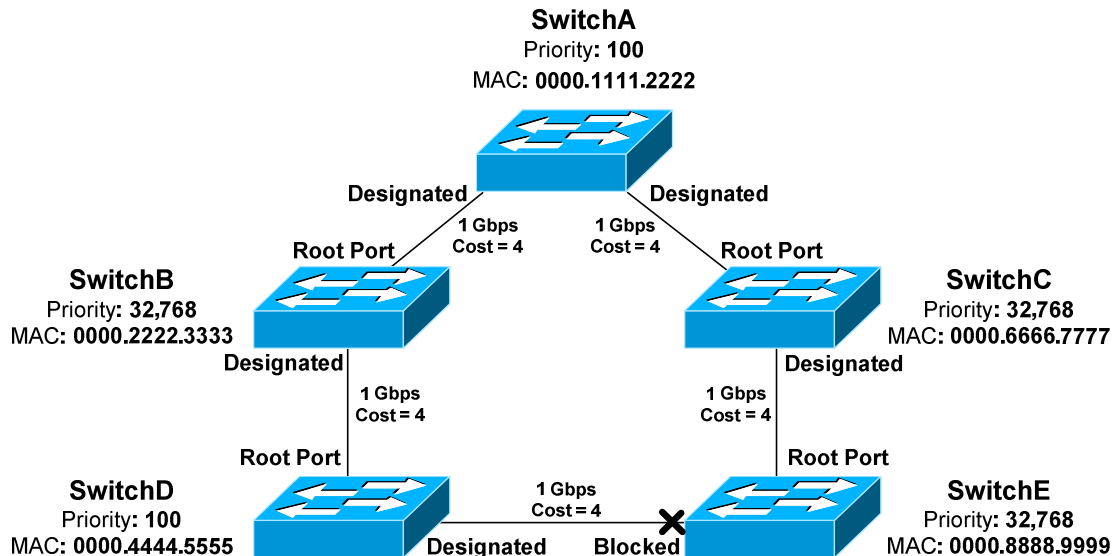 SwitchA
Priority: 100
MAC: 0000.1111.2222
Designated
Designated
1 Gbps
Cost = 4
1 Gbps
Cost = 4
Root Port
Root Port
SwitchB
Priority: 32,768
MAC: 0000.2222.3333
SwitchC
Priority: 32,768
MAC: 0000.6666.7777
Designated
Designated
1 Gbps
Cost = 4
1 Gbps
Cost = 4
Root Port
Root Port
SwitchD
Priority: 100
MAC: 0000.4444.5555
1 Gbps
Cost = 4
SwitchE
Priority: 32,768
MAC: 0000.8888.9999
Designated
Blocked